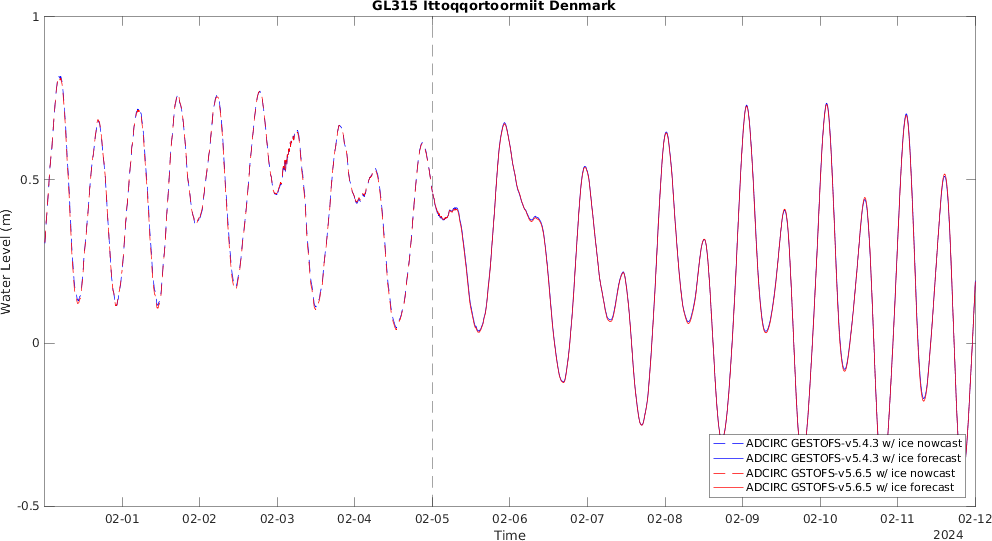 GL315 Ittoqqortoormiit Denmark
1
0.5
0
-0.5
Water Level (m)
02-01 02-02 02-03 02-04 02-05 02-06 02-07 02-08 02-09 02-10 02-11 02-12
Time
2024
ADCIRC GESTOFS-v5.4.3 w/ ice nowcast
ADCIRC GESTOFS-v5.4.3 w/ ice forecast
ADCIRC GSTOFS-v5.6.5 w/ ice nowcast
ADCIRC GSTOFS-v5.6.5 w/ ice forecast